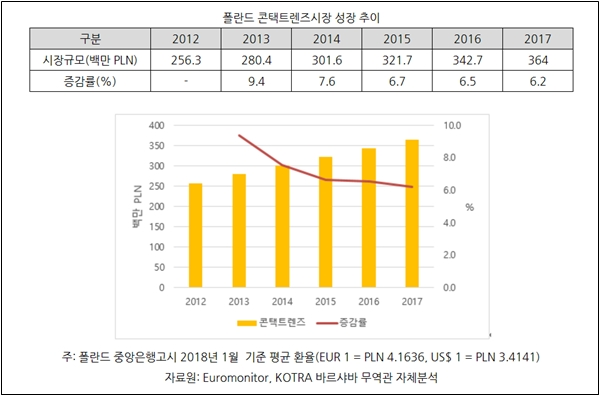 폴란드 콘택트렌즈시장 성장 추이
구분 2012 2013 2014 2015 2016 2017
시장규모(백만 PLN) 256.3 280.4 301.6 321.7 342.7 364
증감률(%) - 9.4 7.6 6.7 6.5 6.2
400 10.0
350
300 8.0
250 6.0
200
150 4.0
100
50 2.0
0 0.0
백만 PLN
%
2012 2013 2014 2015 2016 2017
콘택트렌즈 증감률
주: 폴란드 중앙은행고시 2018년 1월 기준 평균 환율(EUR 1 = PLN 4.1636, US$ 1 = PLN 3.4141)
자료원: Euromonitor, KOTRA 바르샤바 무역관 자체분석